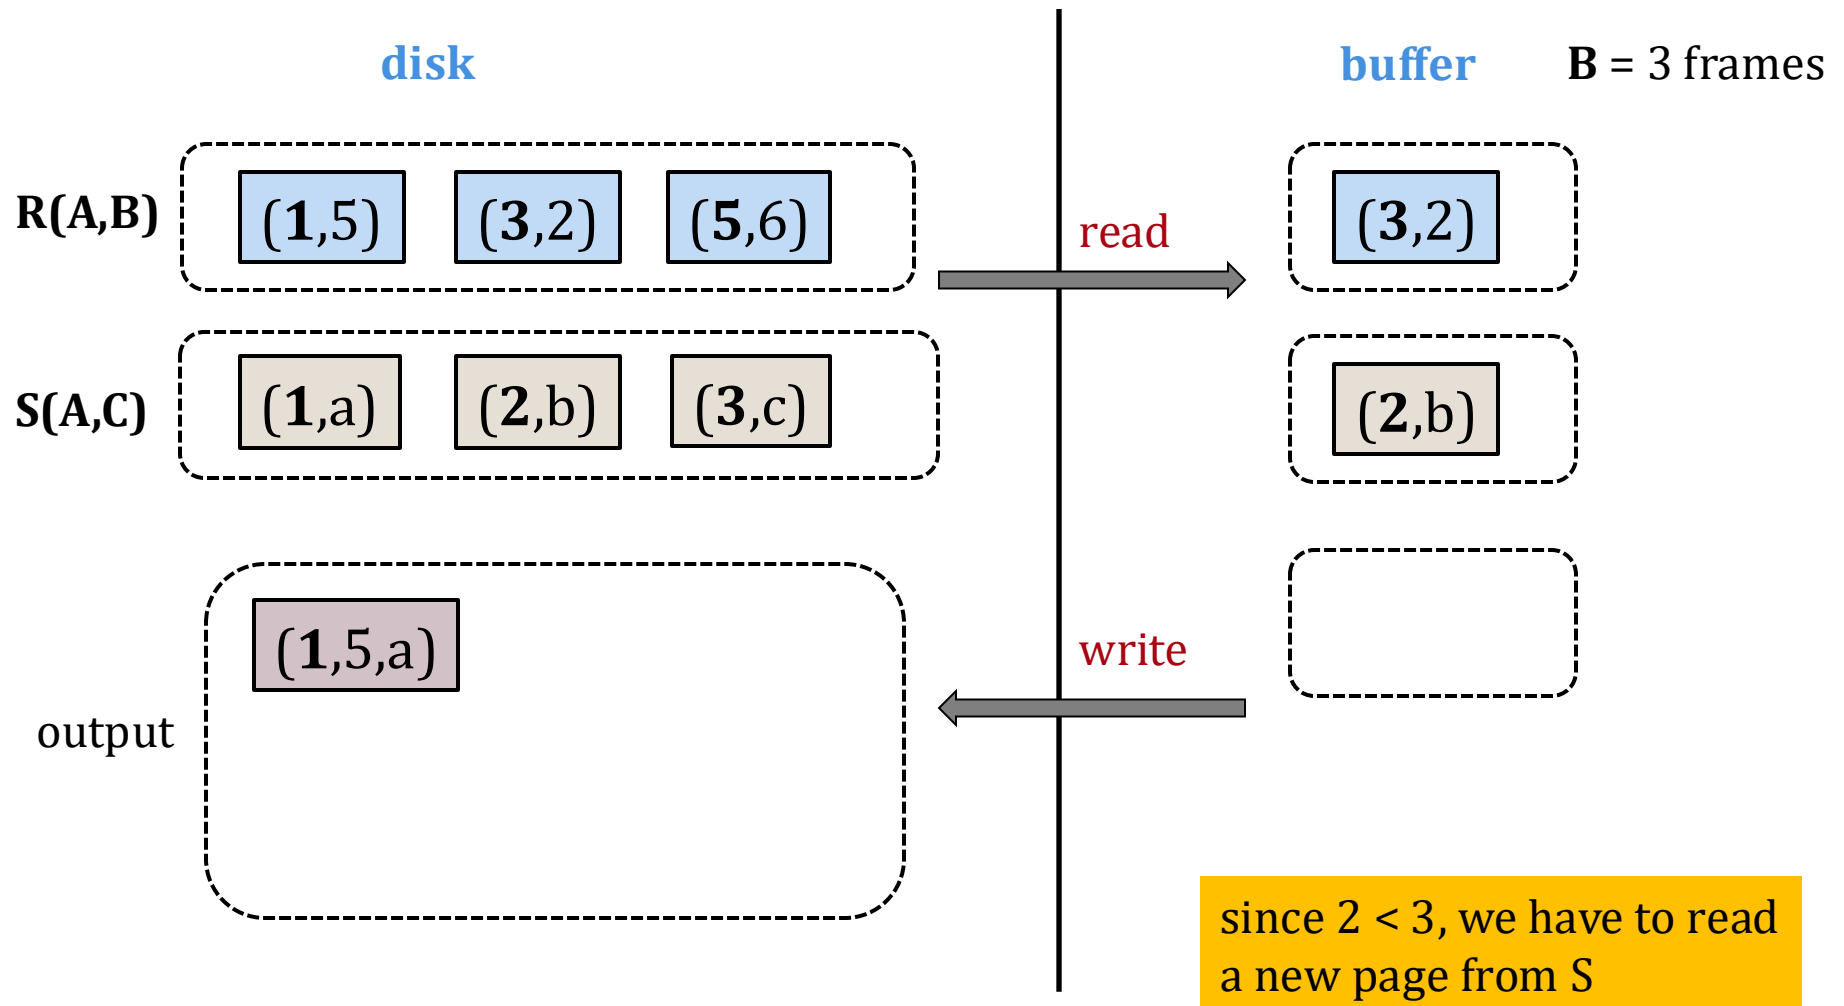 disk
buffer
B = 3 frames
R(A,B)
(1,5)
(3,2)
(5,6)
read
(3,2)
S(A,C)
(1,a)
(2,b)
(3,c)
(2,b)
output
(1,5,a)
write
since 2 < 3, we have to read
a new page from S